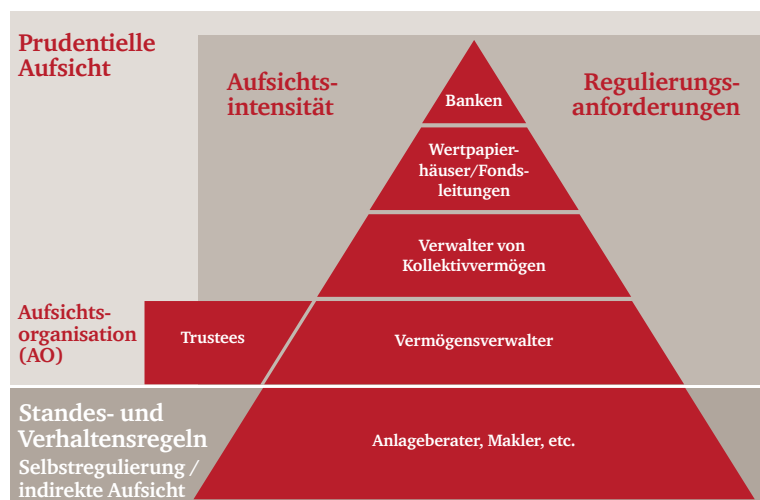 Prudentielle
Aufsicht
Aufsichts-
intensität
Regulierungs-
anforderungen
Banken
Wertpapier-
häuser/Fonds-
leitungen
Verwalter von
Kollektivvermögen
Aufsichts-
organisation
(AO)
Trustees
Vermögensverwalter
Standes- und
Verhaltensregeln
Selbstregulierung /
indirekte Aufsicht
Anlageberater, Makler, etc.